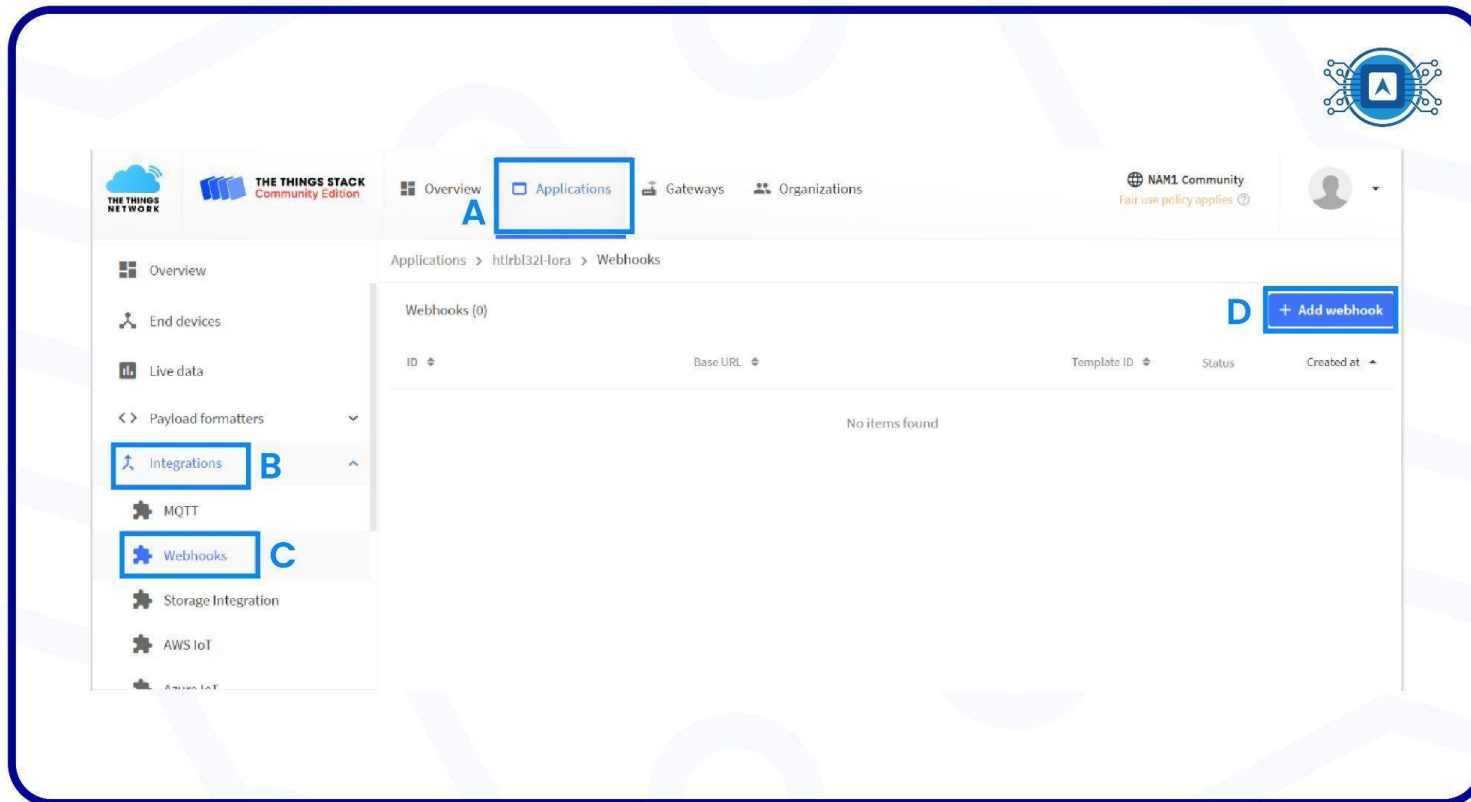 THE THINGS
NETWORK
THE THINGS STACK
Community Edition
Overview
A
Applications
Gateways
Organizations
NAM1 Community
Fair use policy applies
Overview
End devices
Live data
Payload formatters
Integrations
B
MQTT
Webhooks
C
Storage Integration
AWS IoT
Azure IoT
Applications > htlrbl32l-lora > Webhooks
Webhooks (0)
D
+ Add webhook
ID
Base URL
Template ID
Status
Created at
No items found